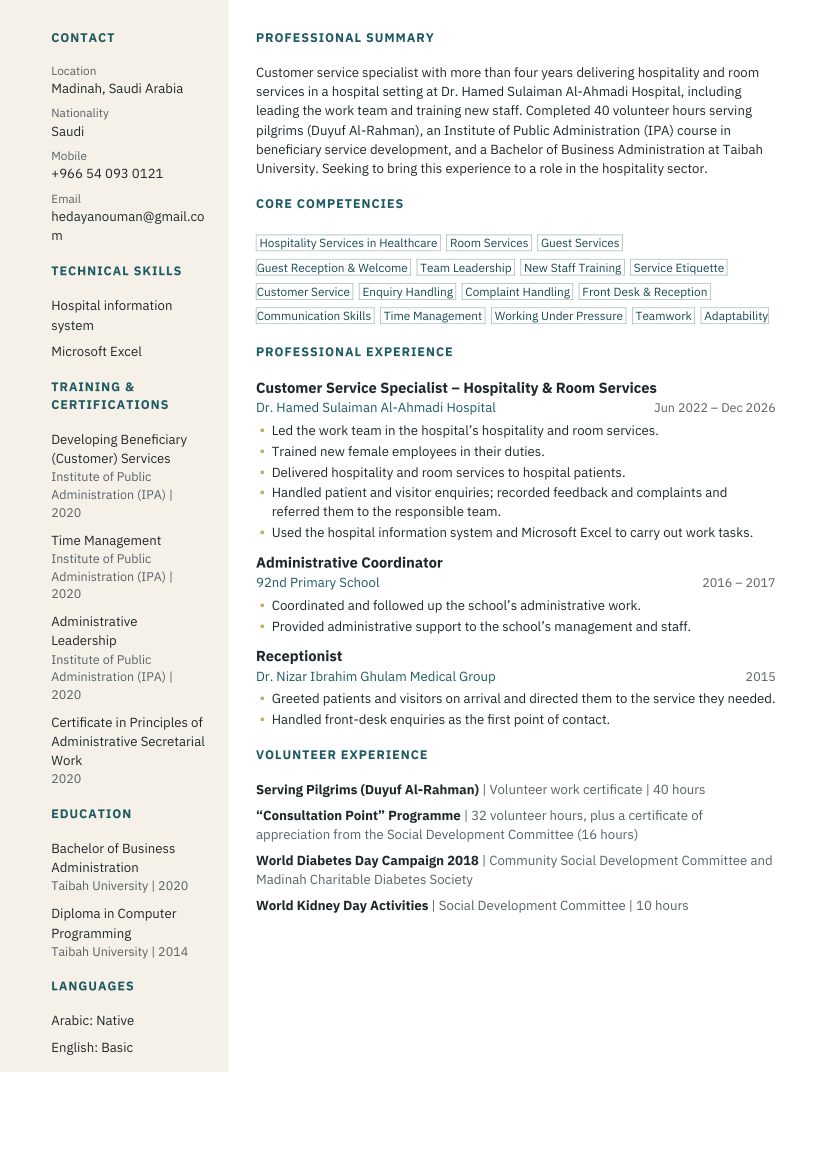 CONTACT
Location
Madinah, Saudi Arabia
Nationality
Saudi
Mobile
+966 54 093 0121
Email
hedayanouman@gmail.co
m
TECHNICAL SKILLS
Hospital information
system
Microsoft Excel
TRAINING &
CERTIFICATIONS
Developing Beneficiary
(Customer) Services
Institute of Public
Administration (IPA) |
2020
Time Management
Institute of Public
Administration (IPA) |
2020
Administrative
Leadership
Institute of Public
Administration (IPA) |
2020
Certificate in Principles of
Administrative Secretarial
Work
2020
EDUCATION
Bachelor of Business
Administration
Taibah University | 2020
Diploma in Computer
Programming
Taibah University | 2014
LANGUAGES
Arabic: Native
English: Basic
PROFESSIONAL SUMMARY
Customer service specialist with more than four years delivering hospitality and room
services in a hospital setting at Dr. Hamed Sulaiman Al-Ahmadi Hospital, including
leading the work team and training new staff. Completed 40 volunteer hours serving
pilgrims (Duyuf Al-Rahman), an Institute of Public Administration (IPA) course in
beneficiary service development, and a Bachelor of Business Administration at Taibah
University. Seeking to bring this experience to a role in the hospitality sector.
CORE COMPETENCIES
Hospitality Services in Healthcare Room Services Guest Services
Guest Reception & Welcome Team Leadership New Staff Training Service Etiquette
Customer Service Enquiry Handling Complaint Handling Front Desk & Reception
Communication Skills Time Management Working Under Pressure Teamwork Adaptability
PROFESSIONAL EXPERIENCE
Customer Service Specialist – Hospitality & Room Services
Dr. Hamed Sulaiman Al-Ahmadi Hospital Jun 2022 – Dec 2026
▪ Led the work team in the hospital’s hospitality and room services.
▪ Trained new female employees in their duties.
▪ Delivered hospitality and room services to hospital patients.
▪ Handled patient and visitor enquiries; recorded feedback and complaints and
referred them to the responsible team.
▪ Used the hospital information system and Microsoft Excel to carry out work tasks.
Administrative Coordinator
92nd Primary School 2016 – 2017
▪ Coordinated and followed up the school’s administrative work.
▪ Provided administrative support to the school’s management and staff.
Receptionist
Dr. Nizar Ibrahim Ghulam Medical Group 2015
▪ Greeted patients and visitors on arrival and directed them to the service they needed.
▪ Handled front-desk enquiries as the first point of contact.
VOLUNTEER EXPERIENCE
Serving Pilgrims (Duyuf Al-Rahman) | Volunteer work certificate | 40 hours
“Consultation Point” Programme | 32 volunteer hours, plus a certificate of
appreciation from the Social Development Committee (16 hours)
World Diabetes Day Campaign 2018 | Community Social Development Committee and
Madinah Charitable Diabetes Society
World Kidney Day Activities | Social Development Committee | 10 hours